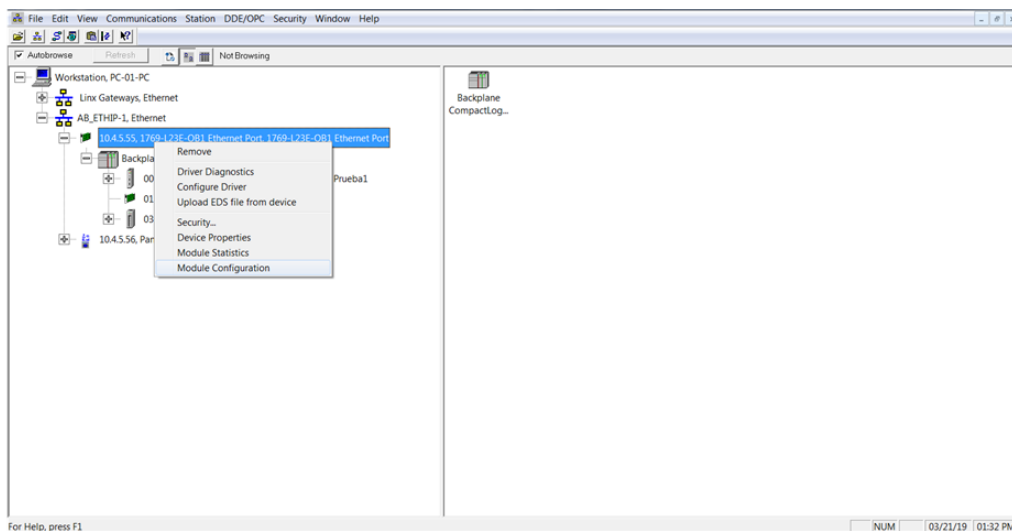 File Edit View Communications Station DDE/OPC Security Window Help
Autobrowse Refresh Not Browsing
Workstation, PC-01-PC
Linx Gateways, Ethernet
AB_ETHIP-1, Ethernet
10.4.5.55, 1769-L23E-QB1 Ethernet Port, 1769-L23E-QB1 Ethernet Port
Backpla
00
Prueba1
01
03
10.4.5.56, Pan
Remove
Driver Diagnostics
Configure Driver
Upload EDS file from device
Security...
Device Properties
Module Statistics
Module Configuration
Backplane
CompactLog...
For Help, press F1
NUM 03/21/19 01:32 PM